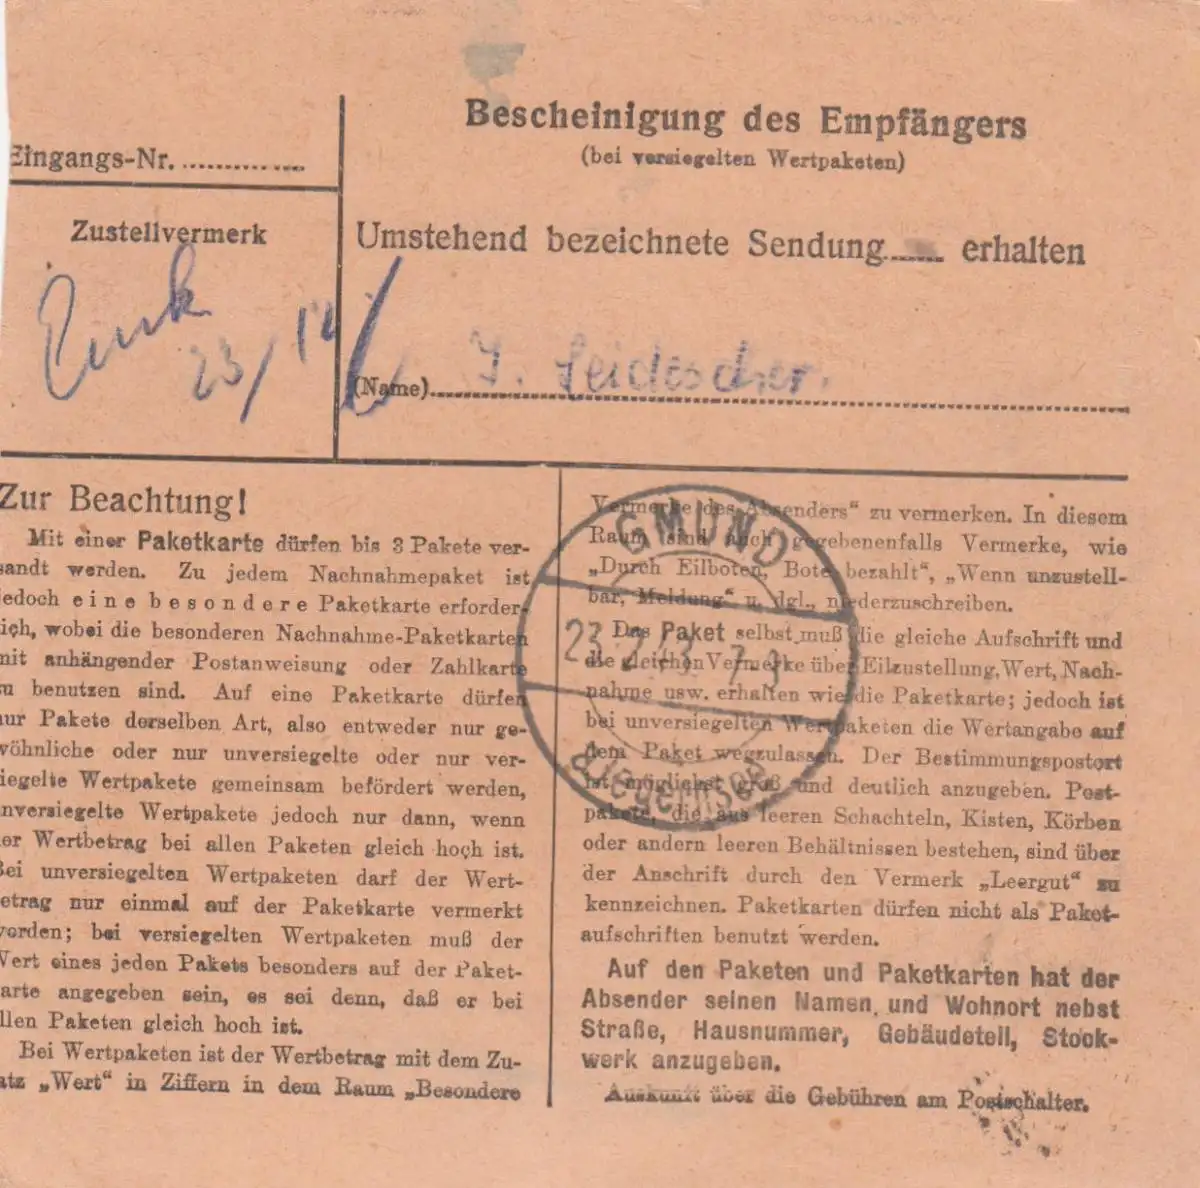 Eingangs-Nr. ..............
Zustellvermerk
23/12
Bescheinigung des Empfängers
(bei versiegelten Wertpaketen)
Umstehend bezeichnete Sendung........ erhalten
(Name) J. Seidescher.
Zur Beachtung!
Mit einer Paketkarte dürfen bis 3 Pakete ver-
sandt werden. Zu jedem Nachnahmepaket ist
jedoch eine besondere Paketkarte erforder-
lich, wobei die besonderen Nachnahme-Paketkarten
mit anhängender Postanweisung oder Zahlkarte
zu benutzen sind. Auf eine Paketkarte dürfen
nur Pakete derselben Art, also entweder nur ge-
wöhnliche oder nur unversiegelte oder nur ver-
siegelte Wertpakete gemeinsam befördert werden,
unversiegelte Wertpakete jedoch nur dann, wenn
der Wertbetrag bei allen Paketen gleich hoch ist.
Bei unversiegelten Wertpaketen darf der Wert-
betrag nur einmal auf der Paketkarte vermerkt
werden; bei versiegelten Wertpaketen muß der
Wert eines jeden Pakets besonders auf der Paket-
karte angegeben sein, es sei denn, daß er bei
allen Paketen gleich hoch ist.
Bei Wertpaketen ist der Wertbetrag mit dem Zu-
satz „Wert“ in Ziffern in dem Raum „Besondere
Vermerke des Absenders“ zu vermerken. In diesem
Raum sind auch gegebenenfalls Vermerke, wie
„Durch Eilboten, Bote bezahlt“, „Wenn unzustell-
bar, Meldung“ u. dgl., niederzuschreiben.
Das Paket selbst muß die gleiche Aufschrift und
die gleichen Vermerke über Eilzustellung, Wert, Nach-
nahme usw. erhalten wie die Paketkarte; jedoch ist
bei unversiegelten Wertpaketen die Wertangabe auf
dem Paket wegzulassen. Der Bestimmungspostort
ist möglichst groß und deutlich anzugeben. Post-
pakete, die aus leeren Schachteln, Kisten, Körben
oder andern leeren Behältnissen bestehen, sind über
der Anschrift durch den Vermerk „Leergut“ zu
kennzeichnen. Paketkarten dürfen nicht als Paket-
aufschriften benutzt werden.
Auf den Paketen und Paketkarten hat der
Absender seinen Namen und Wohnort nebst
Straße, Hausnummer, Gebäudeteil, Stock-
werk anzugeben.
Auskunft über die Gebühren am Postschalter.
GMUND
23. 2. 43. 7-9